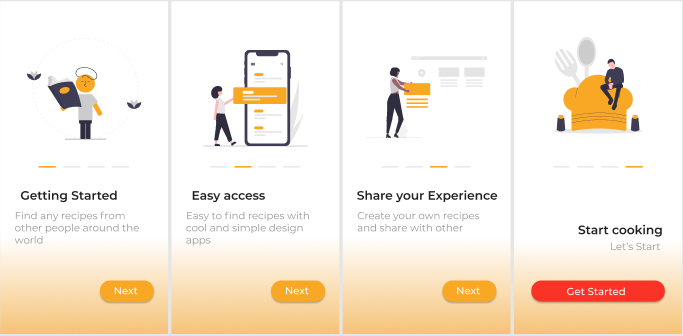 Getting Started
Find any recipes from
other people around the
world
Next
Easy access
Easy to find recipes with
cool and simple design
apps
Next
Share your Experience
Create your own recipes
and share with other
Next
Start cooking
Let's Start
Get Started